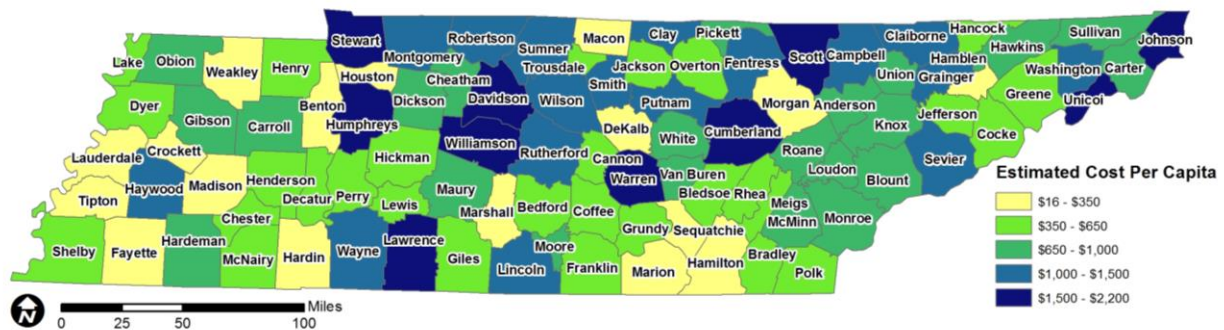 Lake
Obion
Weakley
Henry
Stewart
Montgomery
Robertson
Sumner
Trousdale
Macon
Clay
Pickett
Scott
Campbell
Claiborne
Hancock
Hawkins
Sullivan
Johnson
Houston
Cheatham
Jackson
Overton
Fentress
Union
Hamblen
Grainger
Washington
Carter
Dyer
Gibson
Carroll
Benton
Humphreys
Dickson
Davidson
Wilson
Smith
Putnam
Morgan
Anderson
Knox
Jefferson
Greene
Unicoi
Cocke
Lauderdale
Crockett
Haywood
Madison
Henderson
Decatur
Perry
Hickman
Williamson
Rutherford
DeKalb
Cannon
White
Cumberland
Roane
Loudon
Blount
Sevier
Tipton
Chester
Lewis
Maury
Marshall
Bedford
Coffee
Warren
Van Buren
Bledsoe
Rhea
Meigs
McMinn
Monroe
Shelby
Fayette
Hardeman
McNairy
Hardin
Wayne
Lawrence
Giles
Lincoln
Moore
Franklin
Grundy
Sequatchie
Marion
Hamilton
Bradley
Polk
Estimated Cost Per Capita
$16 - $350
$350 - $650
$650 - $1,000
$1,000 - $1,500
$1,500 - $2,200
N
Miles
0 25 50 100